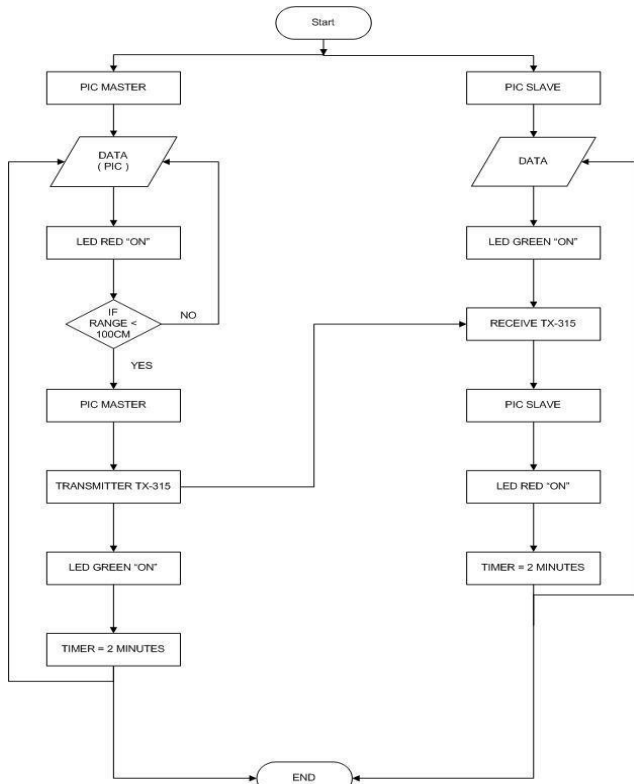 Start
PIC MASTER
DATA
( PIC )
LED RED “ON”
IF
RANGE <
100CM
NO
YES
PIC MASTER
TRANSMITTER TX-315
LED GREEN “ON”
TIMER = 2 MINUTES
PIC SLAVE
DATA
LED GREEN “ON”
RECEIVE TX-315
PIC SLAVE
LED RED “ON”
TIMER = 2 MINUTES
END